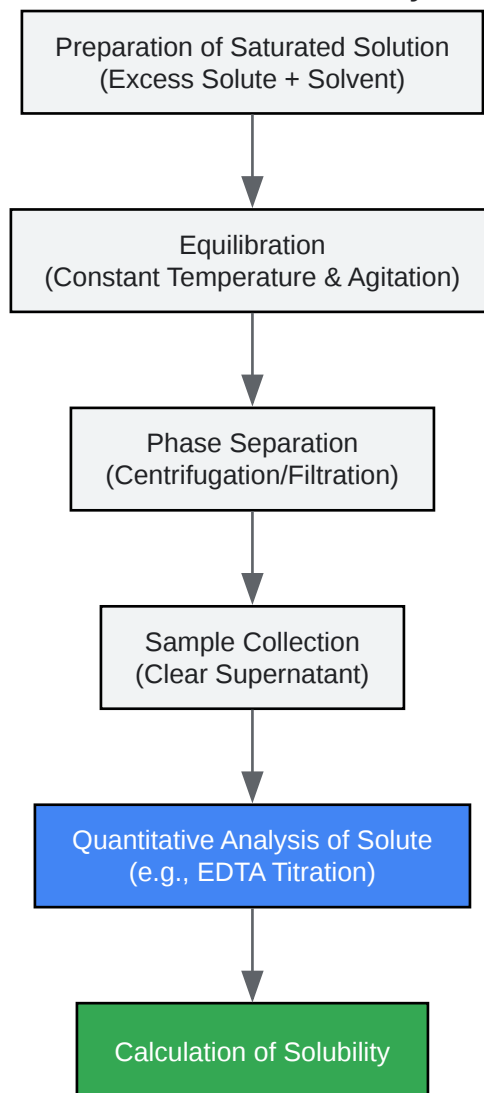 Preparation of Saturated Solution
(Excess Solute + Solvent)
Equilibration
(Constant Temperature & Agitation)
Phase Separation
(Centrifugation/Filtration)
Sample Collection
(Clear Supernatant)
Quantitative Analysis of Solute
(e.g., EDTA Titration)
Calculation of Solubility